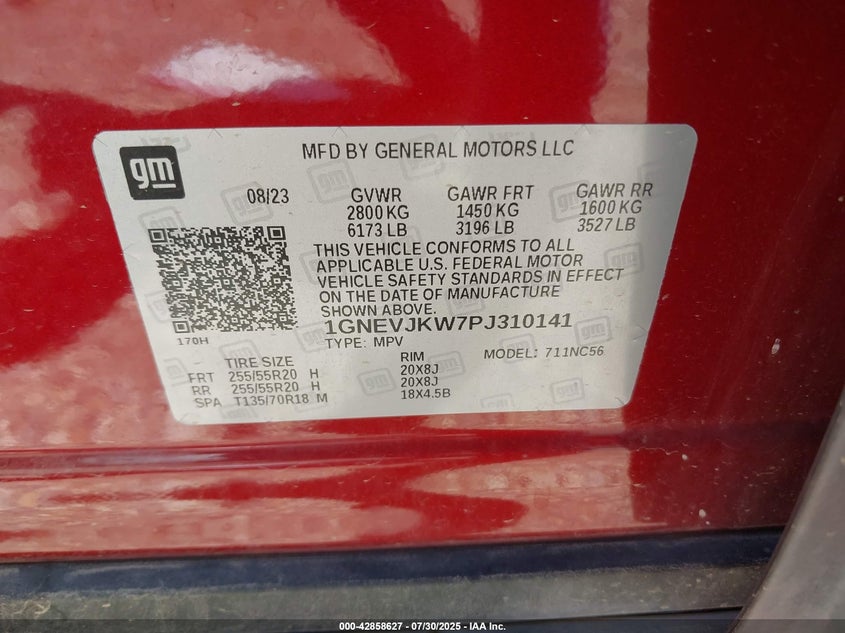 gm
MFD BY GENERAL MOTORS LLC
08/23 GVWR GAWR FRT GAWR RR
2800 KG 1450 KG 1600 KG
6173 LB 3196 LB 3527 LB
THIS VEHICLE CONFORMS TO ALL
APPLICABLE U.S. FEDERAL MOTOR
VEHICLE SAFETY STANDARDS IN EFFECT
ON THE DATE OF MANUFACTURE
SHOWN ABOVE.
1GNEVJKW7PJ310141
170H
TYPE: MPV MODEL: 711NC56
TIRE SIZE RIM
FRT 255/55R20 H 20X8J
RR 255/55R20 H 20X8J
SPA T135/70R18 M 18X4.5B
000-42858627 - 07/30/2025 - IAA Inc.